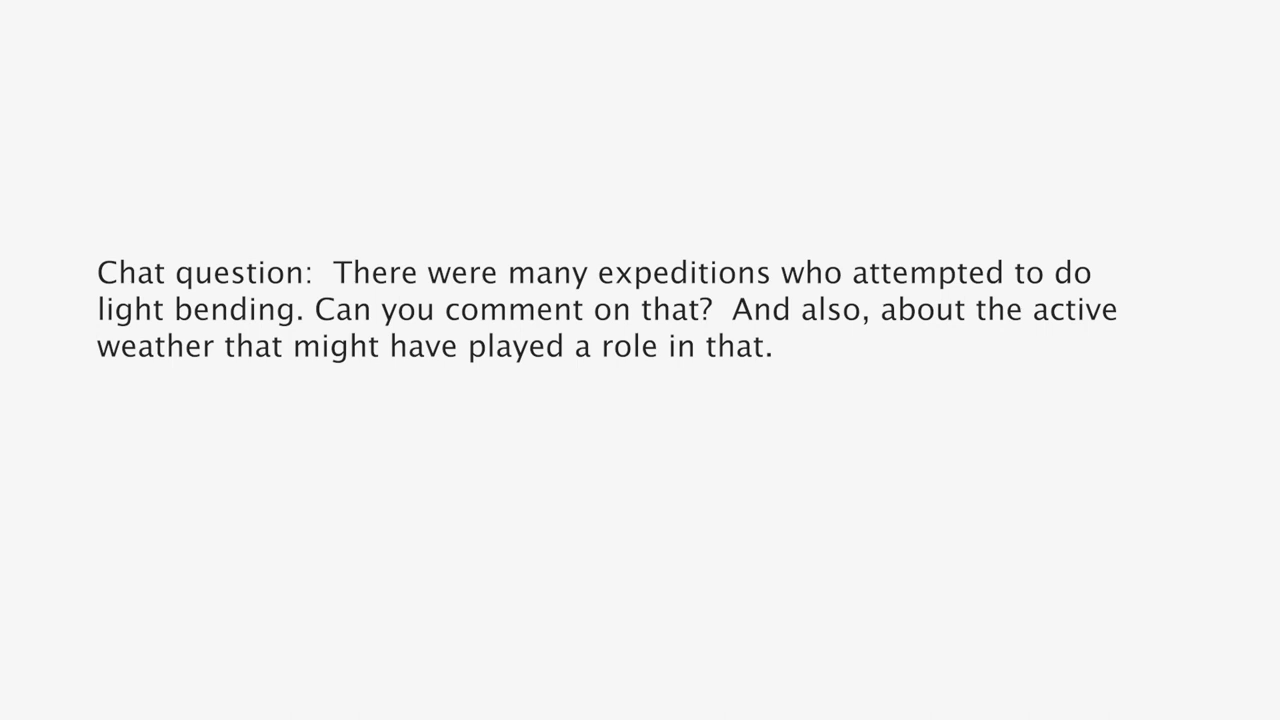 Chat question:  There were many expeditions who attempted to do
light bending. Can you comment on that?  And also, about the active
weather that might have played a role in that.